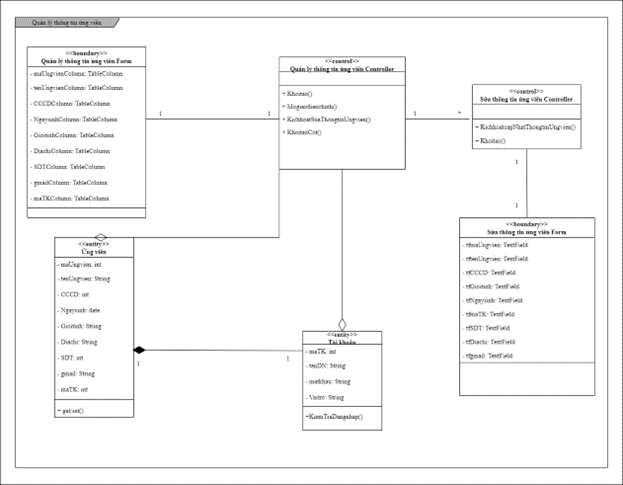 Quản lý thông tin ứng viên
<<boundary>>
Quản lý thông tin ứng viên Form
- maUngvienColumn: TableColumn
- tenUngvienColumn: TableColumn
- CCCDColumn: TableColumn
- NgaysinhColumn: TableColumn
- GioitinhColumn: TableColumn
- DiachiColumn: TableColumn
- SDTColumn: TableColumn
- gmailColumn: TableColumn
- maTKColumn: TableColumn
1
1
<<control>>
Quản lý thông tin ứng viên Controller
+ Khoitao()
+ Mogiaodienchinh()
+ KichhoatSuaThongtinUngvien()
+ KhoitaoCot()
1
*
<<control>>
Sửa thông tin ứng viên Controller
+ KichhoatcapNhatThongtinUngvien()
+ Khoitao()
1
1
<<boundary>>
Sửa thông tin ứng viên Form
- tfmaUngvien: TextField
- tftenUngvien: TextField
- tfCCCD: TextField
- tfGioitinh: TextField
- tfNgaysinh: TextField
- tfmaTK: TextField
- tfSDT: TextField
- tfDiachi: TextField
- tfgmail: TextField
<<entity>>
Ứng viên
- maUngvien: int
- tenUngvien: String
- CCCD: int
- Ngaysinh: date
- Gioitinh: String
- Diachi: String
- SDT: int
- gmail: String
- maTK: int
+ get/set()
1
1
<<entity>>
Tài khoản
- maTK: int
- tenDN: String
- matkhau: String
- Vaitro: String
+KiemTraDangnhap()